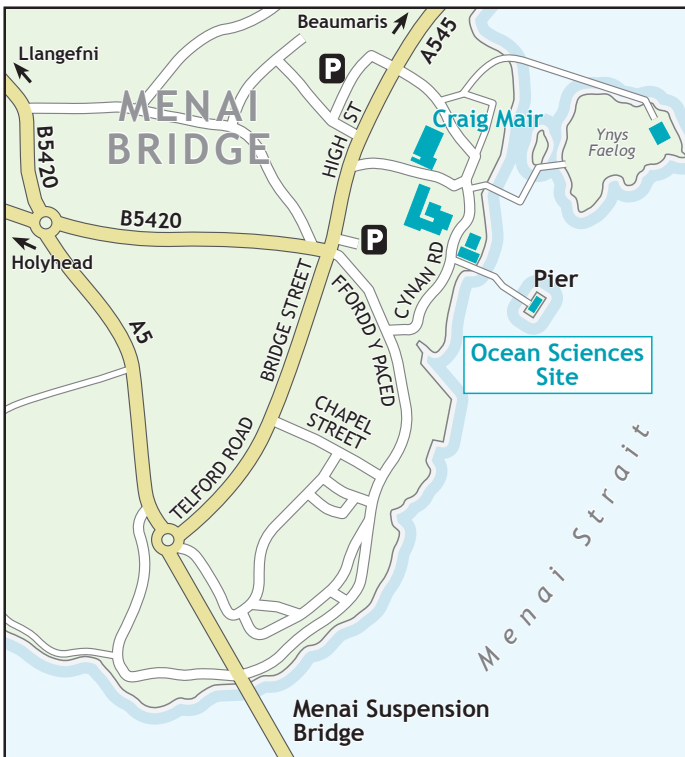 Beaumaris
Llangefni
A545
P
MENAI
BRIDGE
HIGH ST
Craig Mair
Ynys
Faelog
B5420
B5420
P
Holyhead
CYNAN RD
Pier
A5
BRIDGE STREET
FFORDD Y PACED
Ocean Sciences
Site
CHAPEL
STREET
TELFORD ROAD
Menai Strait
Menai Suspension
Bridge